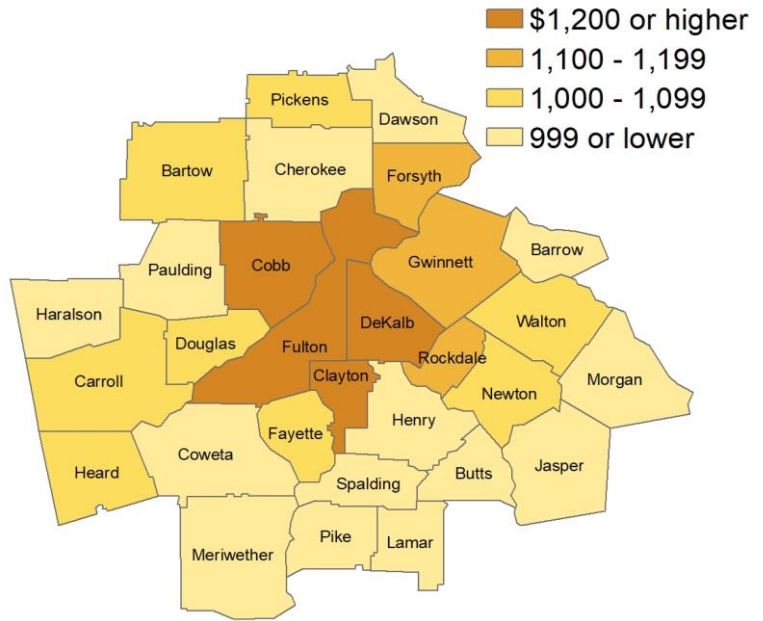 $1,200 or higher
1,100 - 1,199
1,000 - 1,099
999 or lower
Pickens
Dawson
Bartow
Cherokee
Forsyth
Paulding
Cobb
Gwinnett
Barrow
Haralson
Douglas
Fulton
DeKalb
Walton
Carroll
Clayton
Rockdale
Newton
Morgan
Fayette
Henry
Heard
Coweta
Spalding
Butts
Jasper
Meriwether
Pike
Lamar